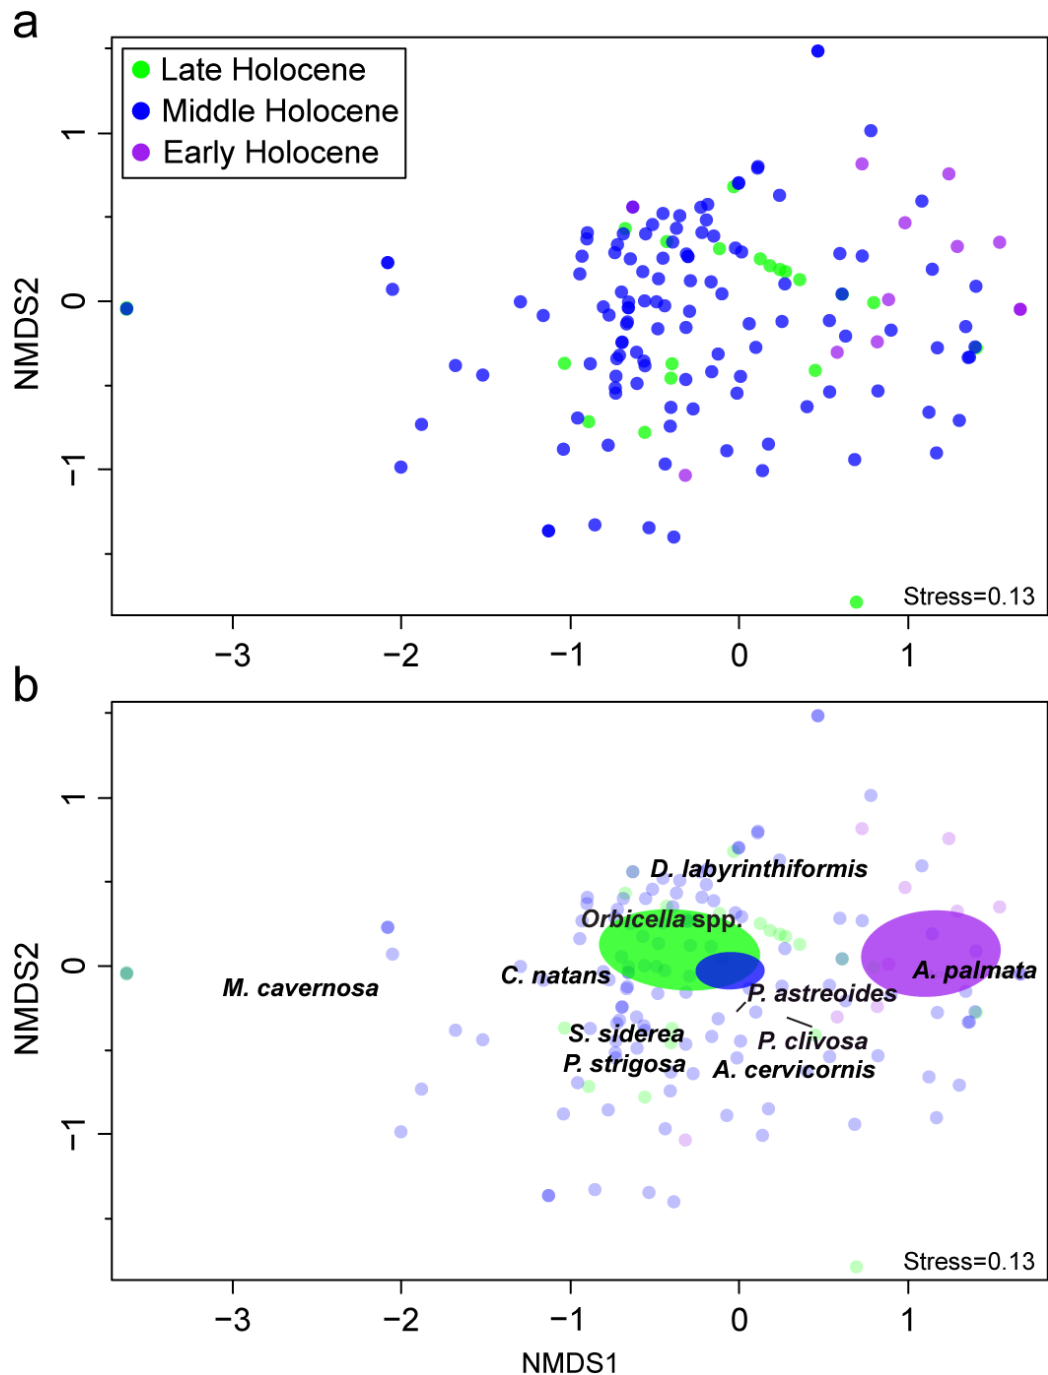 a
Late Holocene
Middle Holocene
Early Holocene
1
0
−1
NMDS2
Stress=0.13
−3 −2 −1 0 1
b
1
0
−1
NMDS2
D. labyrinthiformis
Orbicella spp.
C. natans
A. palmata
M. cavernosa
P. astreoides
S. siderea
P. clivosa
P. strigosa
A. cervicornis
Stress=0.13
−3 −2 −1 0 1
NMDS1